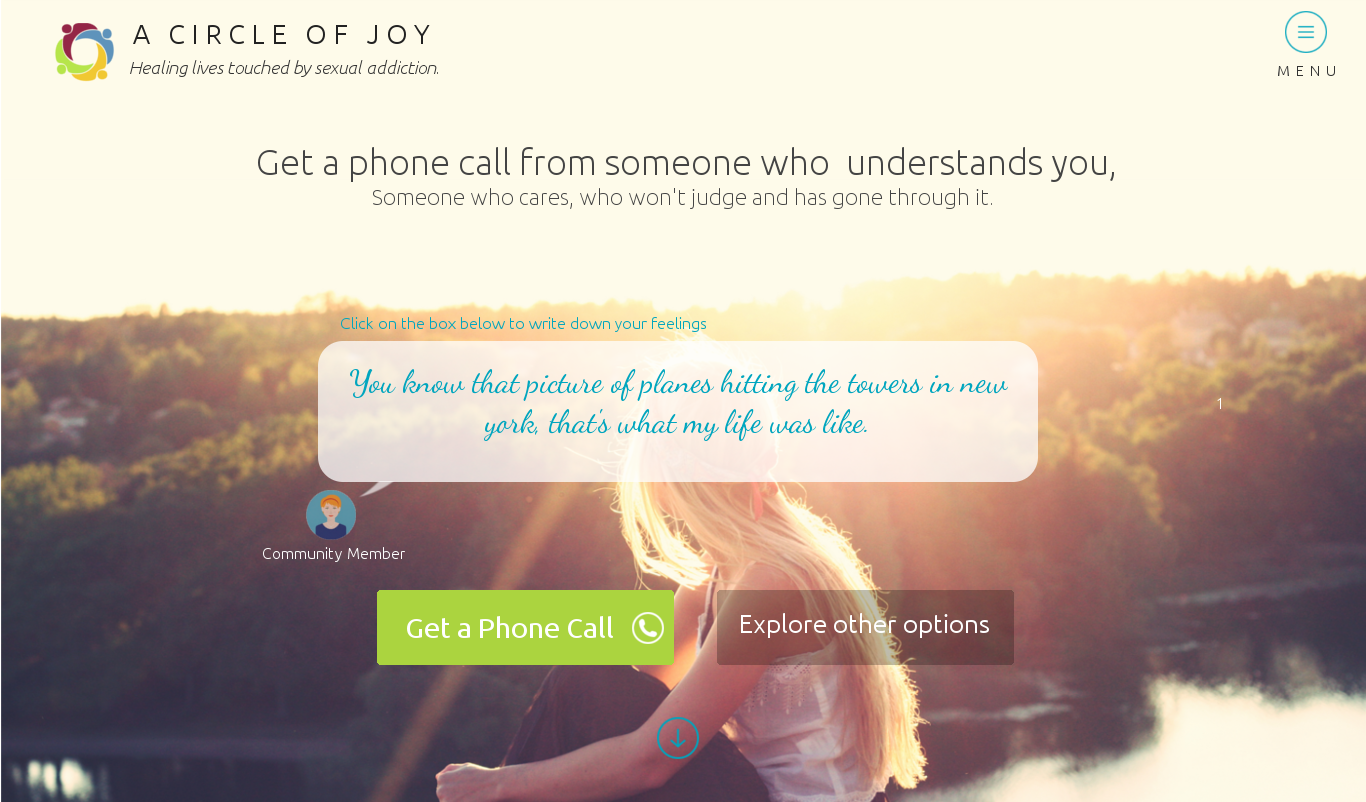 A CIRCLE OF JOY
Healing lives touched by sexual addiction.
MENU
Get a phone call from someone who understands you,
Someone who cares, who won't judge and has gone through it.
Click on the box below to write down your feelings
You know that picture of planes hitting the towers in new
york, that's what my life was like.
1
Community Member
Get a Phone Call
Explore other options